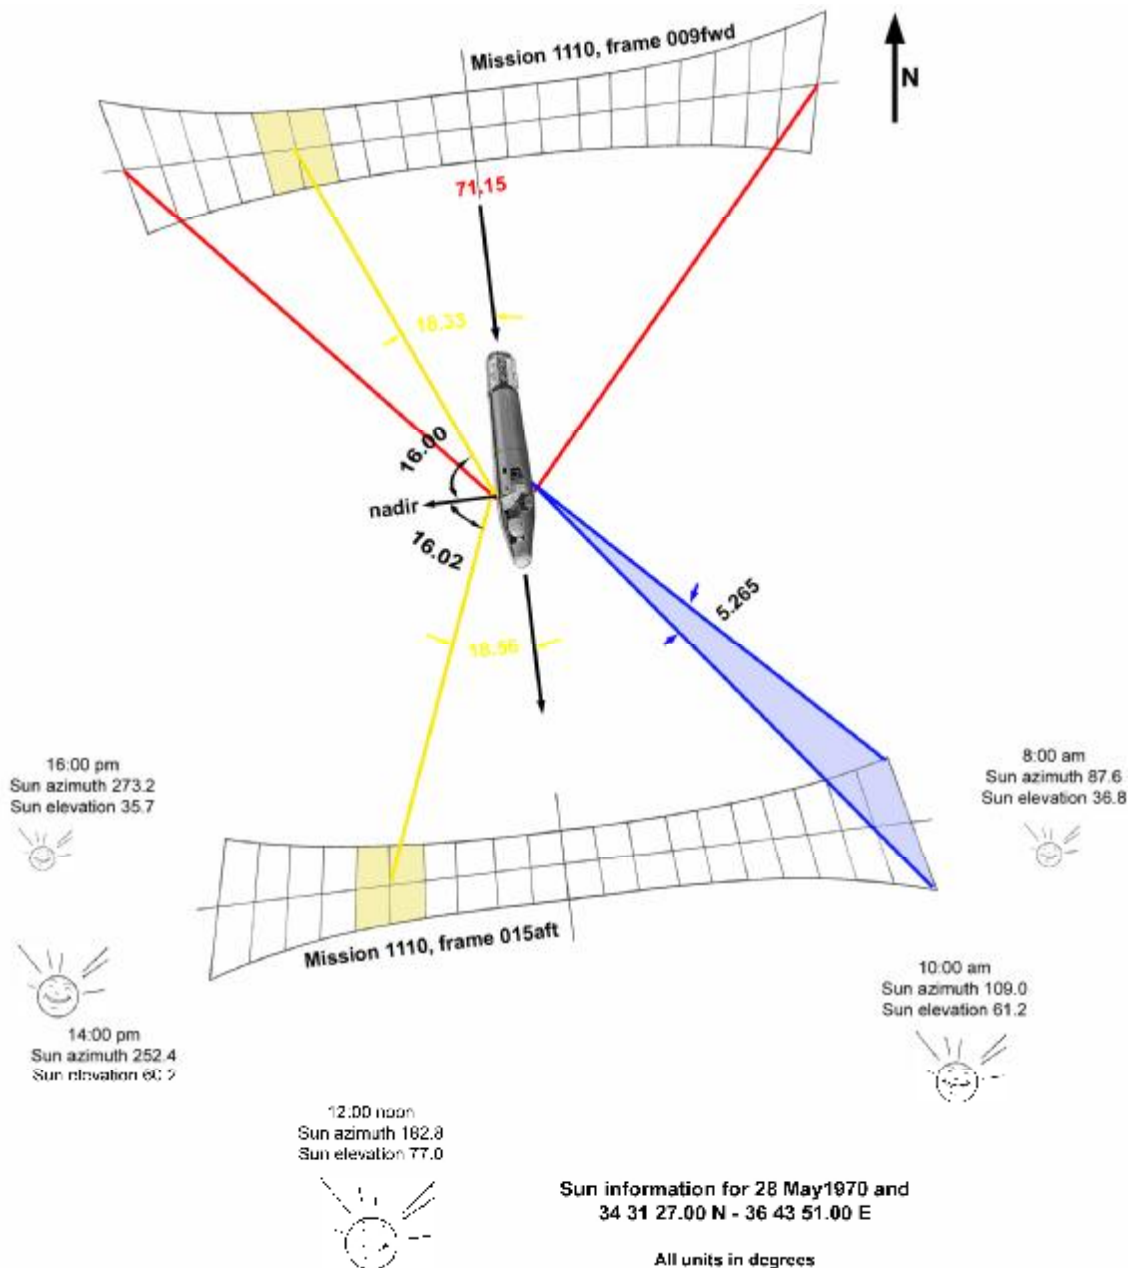 Mission 1110, frame 009fwd
N
71.15
18.33
16.00
nadir
16.02
5.265
18.56
16:00 pm
Sun azimuth 273.2
Sun elevation 35.7
8:00 am
Sun azimuth 87.6
Sun elevation 36.8
Mission 1110, frame 015aft
10:00 am
Sun azimuth 109.0
Sun elevation 61.2
14:00 pm
Sun azimuth 252.4
Sun elevation 60.2
12:00 noon
Sun azimuth 182.8
Sun elevation 77.0
Sun information for 28 May1970 and
34 31 27.00 N - 36 43 51.00 E
All units in degrees